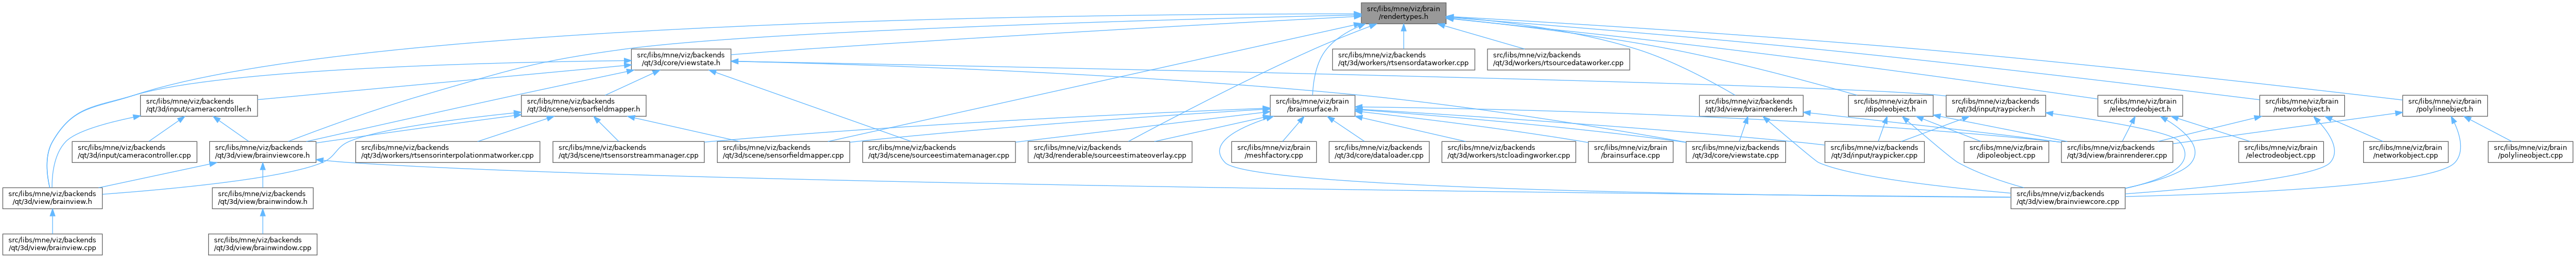 src/libs/mne/viz/brain
/rendertypes.h
src/libs/mne/viz/backends
/qt/3d/core/viewstate.h
src/libs/mne/viz/backends
/qt/3d/workers/rtsensordataworker.cpp
src/libs/mne/viz/backends
/qt/3d/workers/rtsourcedataworker.cpp
src/libs/mne/viz/backends
/qt/3d/input/cameracontroller.h
src/libs/mne/viz/backends
/qt/3d/scene/sensorfieldmapper.h
src/libs/mne/viz/brain
/brainsurface.h
src/libs/mne/viz/backends
/qt/3d/view/brainrenderer.h
src/libs/mne/viz/brain
/dipoleobject.h
src/libs/mne/viz/backends
/qt/3d/input/raypicker.h
src/libs/mne/viz/brain
/electrodeobject.h
src/libs/mne/viz/brain
/networkobject.h
src/libs/mne/viz/brain
/polylineobject.h
src/libs/mne/viz/backends
/qt/3d/input/cameracontroller.cpp
src/libs/mne/viz/backends
/qt/3d/view/brainviewcore.h
src/libs/mne/viz/backends
/qt/3d/workers/rtsensorinterpolationmatworker.cpp
src/libs/mne/viz/backends
/qt/3d/scene/rtsensorstreammanager.cpp
src/libs/mne/viz/backends
/qt/3d/scene/sensorfieldmapper.cpp
src/libs/mne/viz/backends
/qt/3d/scene/sourceestimatemanager.cpp
src/libs/mne/viz/backends
/qt/3d/renderable/sourceestimateoverlay.cpp
src/libs/mne/viz/brain
/meshfactory.cpp
src/libs/mne/viz/backends
/qt/3d/core/dataloader.cpp
src/libs/mne/viz/backends
/qt/3d/workers/stcloadingworker.cpp
src/libs/mne/viz/brain
/brainsurface.cpp
src/libs/mne/viz/backends
/qt/3d/core/viewstate.cpp
src/libs/mne/viz/backends
/qt/3d/input/raypicker.cpp
src/libs/mne/viz/brain
/dipoleobject.cpp
src/libs/mne/viz/backends
/qt/3d/view/brainrenderer.cpp
src/libs/mne/viz/brain
/electrodeobject.cpp
src/libs/mne/viz/brain
/networkobject.cpp
src/libs/mne/viz/brain
/polylineobject.cpp
src/libs/mne/viz/backends
/qt/3d/view/brainview.h
src/libs/mne/viz/backends
/qt/3d/view/brainwindow.h
src/libs/mne/viz/backends
/qt/3d/view/brainviewcore.cpp
src/libs/mne/viz/backends
/qt/3d/view/brainview.cpp
src/libs/mne/viz/backends
/qt/3d/view/brainwindow.cpp